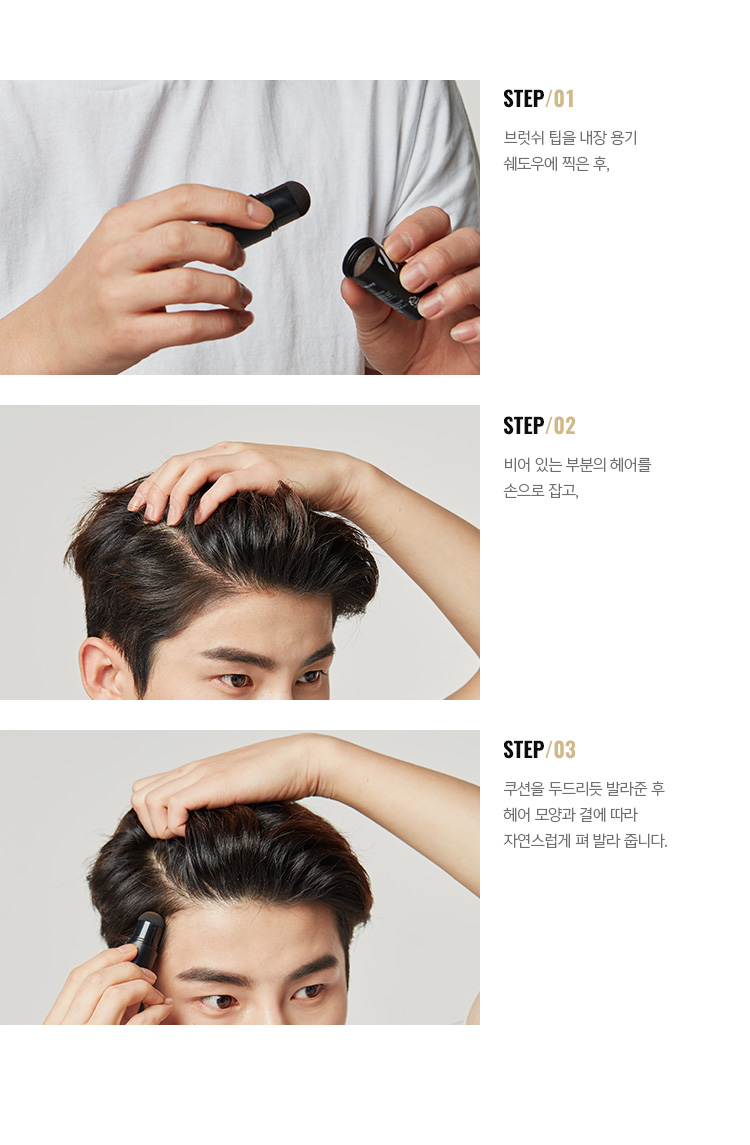 STEP/01
브럿쉬 팁을 내장 용기
쉐도우에 찍은 후,
STEP/02
비어 있는 부분의 헤어를
손으로 잡고,
STEP/03
쿠션을 두드리듯 발라준 후
헤어 모양과 결에 따라
자연스럽게 펴 발라 줍니다.